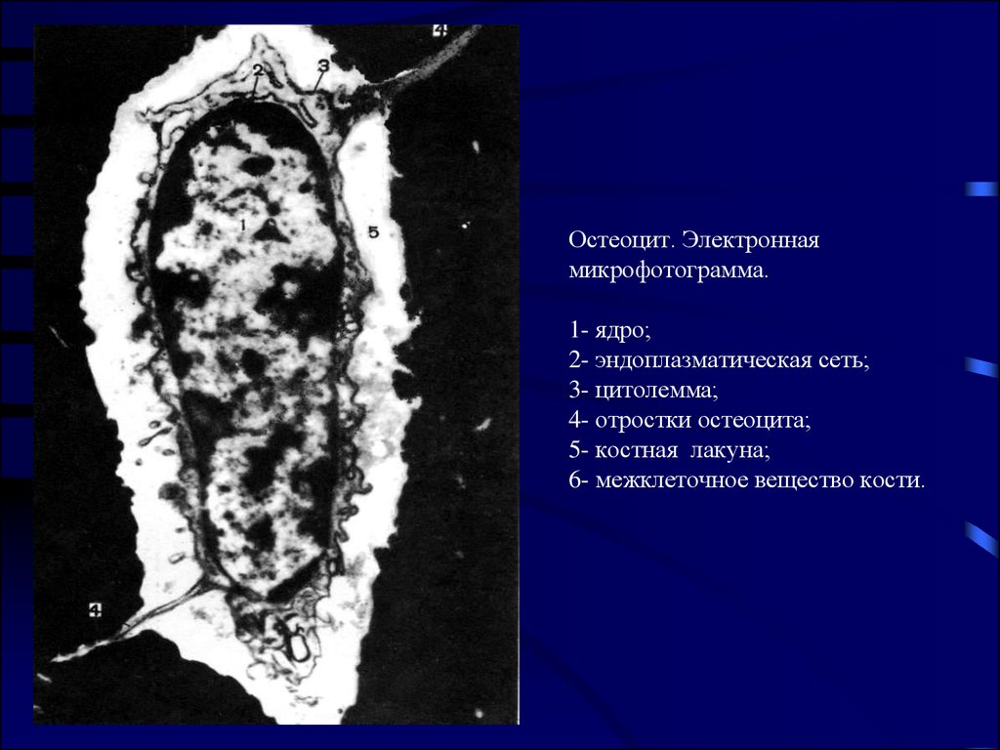 4
2
3
1
5
4
Остеоцит. Электронная
микрофотограмма.
1- ядро;
2- эндоплазматическая сеть;
3- цитолемма;
4- отростки остеоцита;
5- костная лакуна;
6- межклеточное вещество кости.